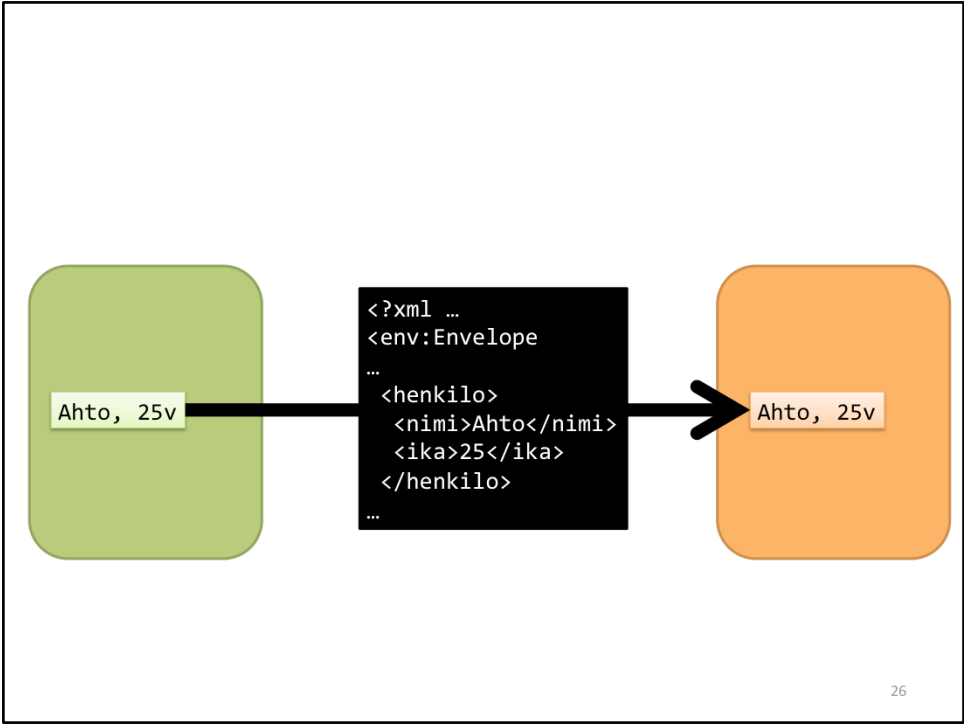 Ahto, 25v
<?xml …
<env:Envelope
…
<henkilo>
<nimi>Ahto</nimi>
<ika>25</ika>
</henkilo>
…
Ahto, 25v
26